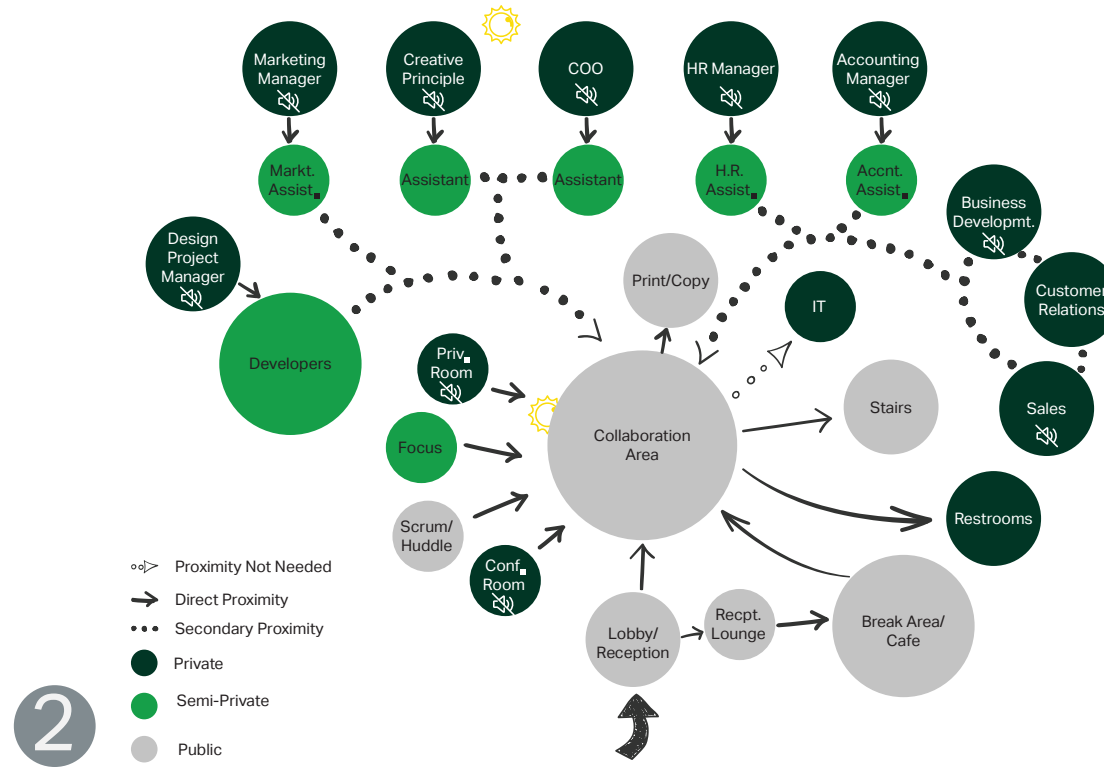 Marketing
Manager
Creative
Principle
COO
HR Manager
Accounting
Manager
Markt.
Assist.
Assistant
Assistant
H.R.
Assist.
Accnt.
Assist.
Business
Developmt.
Design
Project
Manager
Print/Copy
IT
Customer
Relations
Developers
Priv.
Room
Stairs
Sales
Focus
Collaboration
Area
Scrum/
Huddle
Restrooms
Conf.
Room
Lobby/
Reception
Recpt.
Lounge
Break Area/
Cafe
Proximity Not Needed
Direct Proximity
Secondary Proximity
Private
Semi-Private
Public
2